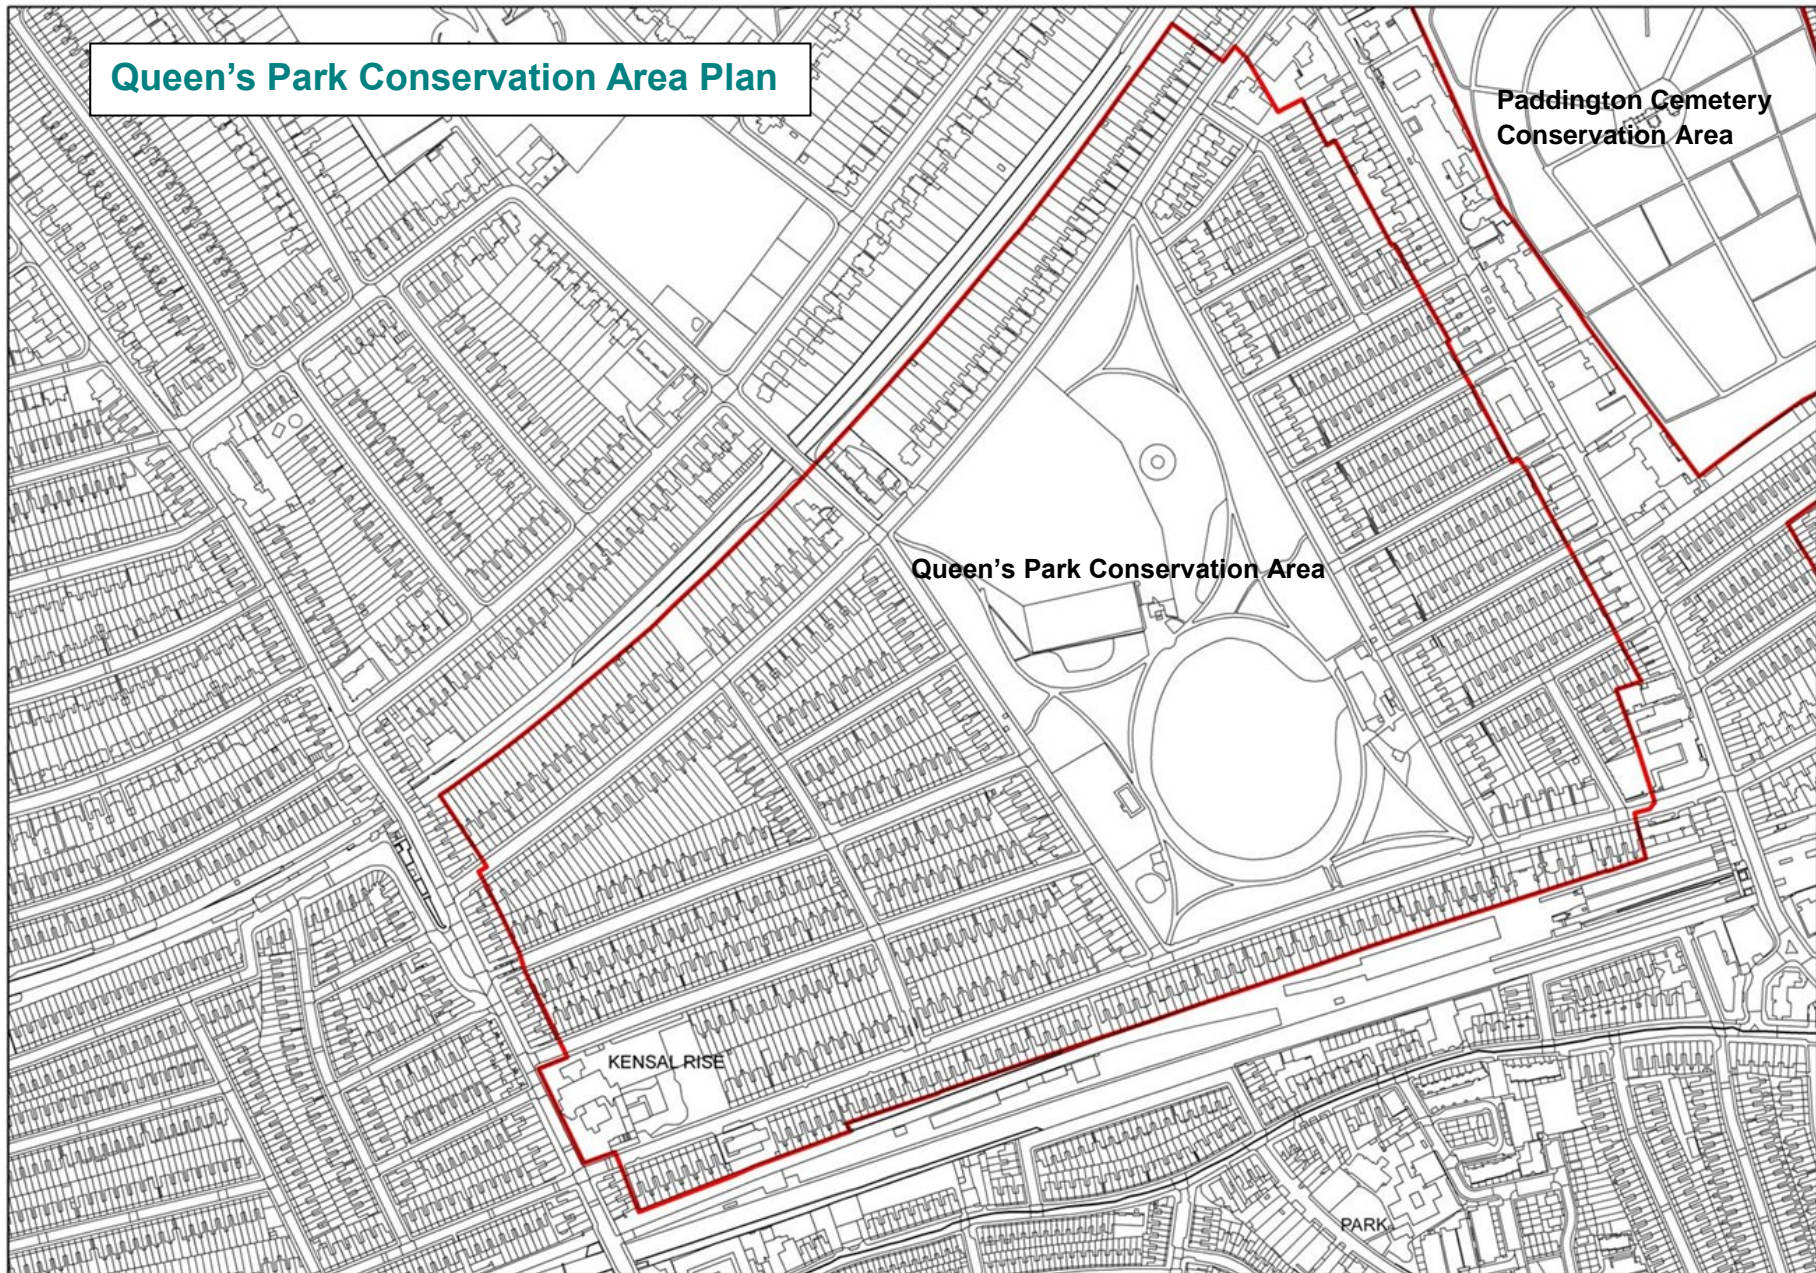 Queen's Park Conservation Area Plan
Paddington Cemetery
Conservation Area
Queen's Park Conservation Area
KENSAL RISE
PARK